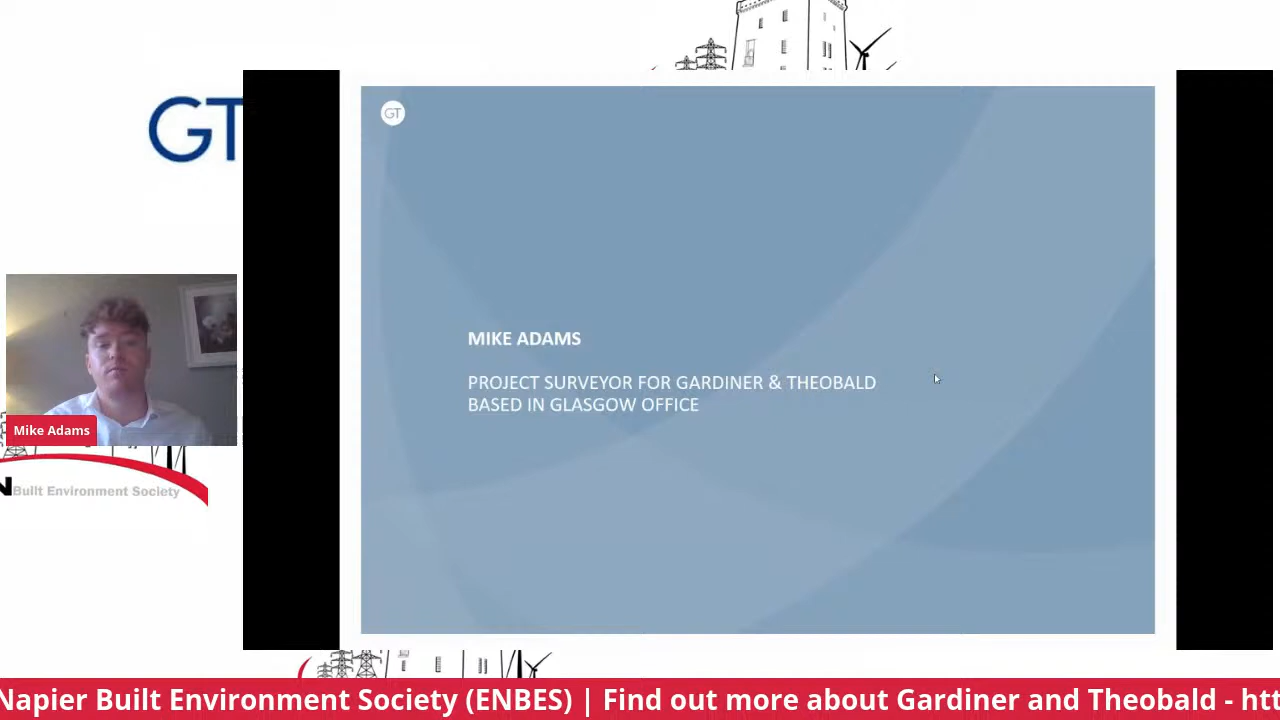 GT
GT
MIKE ADAMS
PROJECT SURVEYOR FOR GARDINER & THEOBALD
BASED IN GLASGOW OFFICE
Mike Adams
N
Built Environment Society
Napier Built Environment Society (ENBES) | Find out more about Gardiner and Theobald - htt